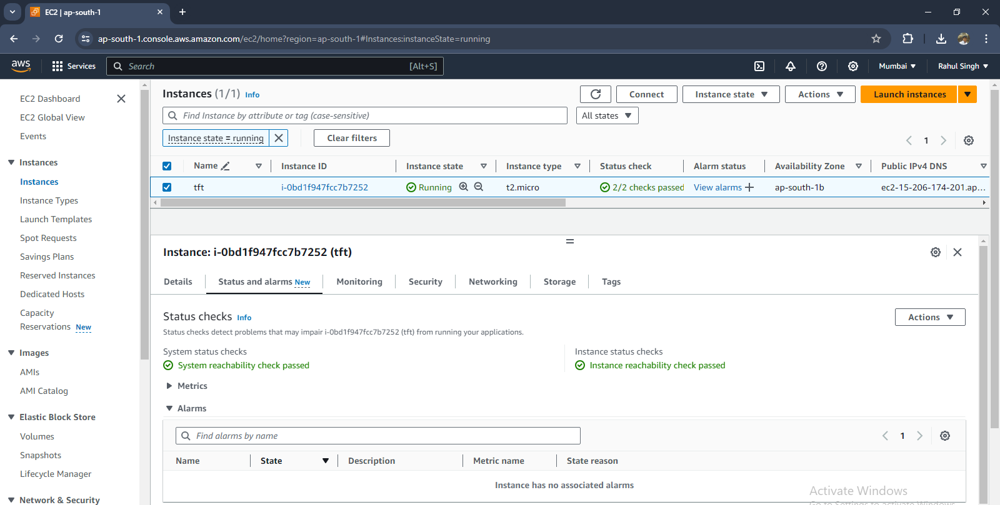 EC2 | ap-south-1
ap-south-1.console.aws.amazon.com/ec2/home?region=ap-south-1#Instances:instanceState=running
aws Services Search [Alt+S] Mumbai Rahul Singh
EC2 Dashboard
EC2 Global View
Events
Instances
Instances
Instance Types
Launch Templates
Spot Requests
Savings Plans
Reserved Instances
Dedicated Hosts
Capacity
Reservations New
Images
AMIs
AMI Catalog
Elastic Block Store
Volumes
Snapshots
Lifecycle Manager
Network & Security
Instances (1/1) Info Connect Instance state Actions Launch instances
Find Instance by attribute or tag (case-sensitive) All states
Instance state = running Clear filters 1
Name Instance ID Instance state Instance type Status check Alarm status Availability Zone Public IPv4 DNS
tft i-0bd1f947fcc7b7252 Running t2.micro 2/2 checks passed View alarms ap-south-1b ec2-15-206-174-201.ap...
Instance: i-0bd1f947fcc7b7252 (tft)
Details Status and alarms New Monitoring Security Networking Storage Tags
Status checks Info Actions
Status checks detect problems that may impair i-0bd1f947fcc7b7252 (tft) from running your applications.
System status checks Instance status checks
System reachability check passed Instance reachability check passed
Metrics
Alarms
Find alarms by name 1
Name State Description Metric name State reason
Instance has no associated alarms
Activate Windows
Go to Settings to activate Windows.